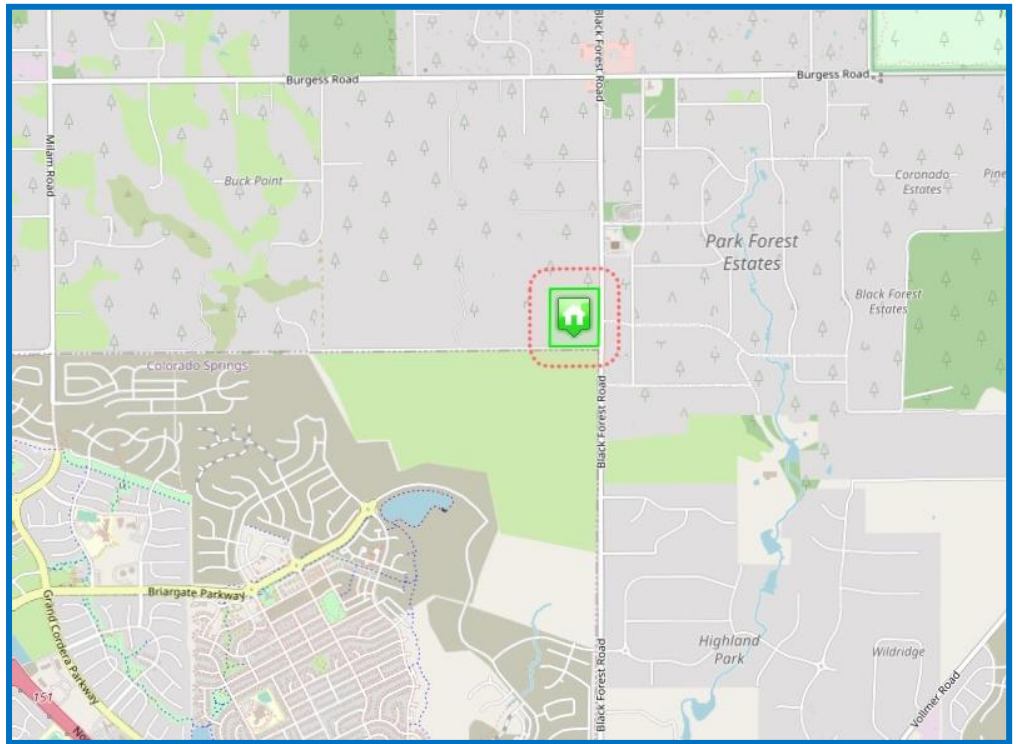 Black Forest Road
Burgess Road
Burgess Road
Milam Road
Buck Point
Coronado
Estates
Pine
Park Forest
Estates
Black Forest
Estates
Colorado Springs
Black Forest Road
Briargate Parkway
Grand Cordera Parkway
Highland
Park
Wildridge
Black Forest Road
Vollmer Road
151
No